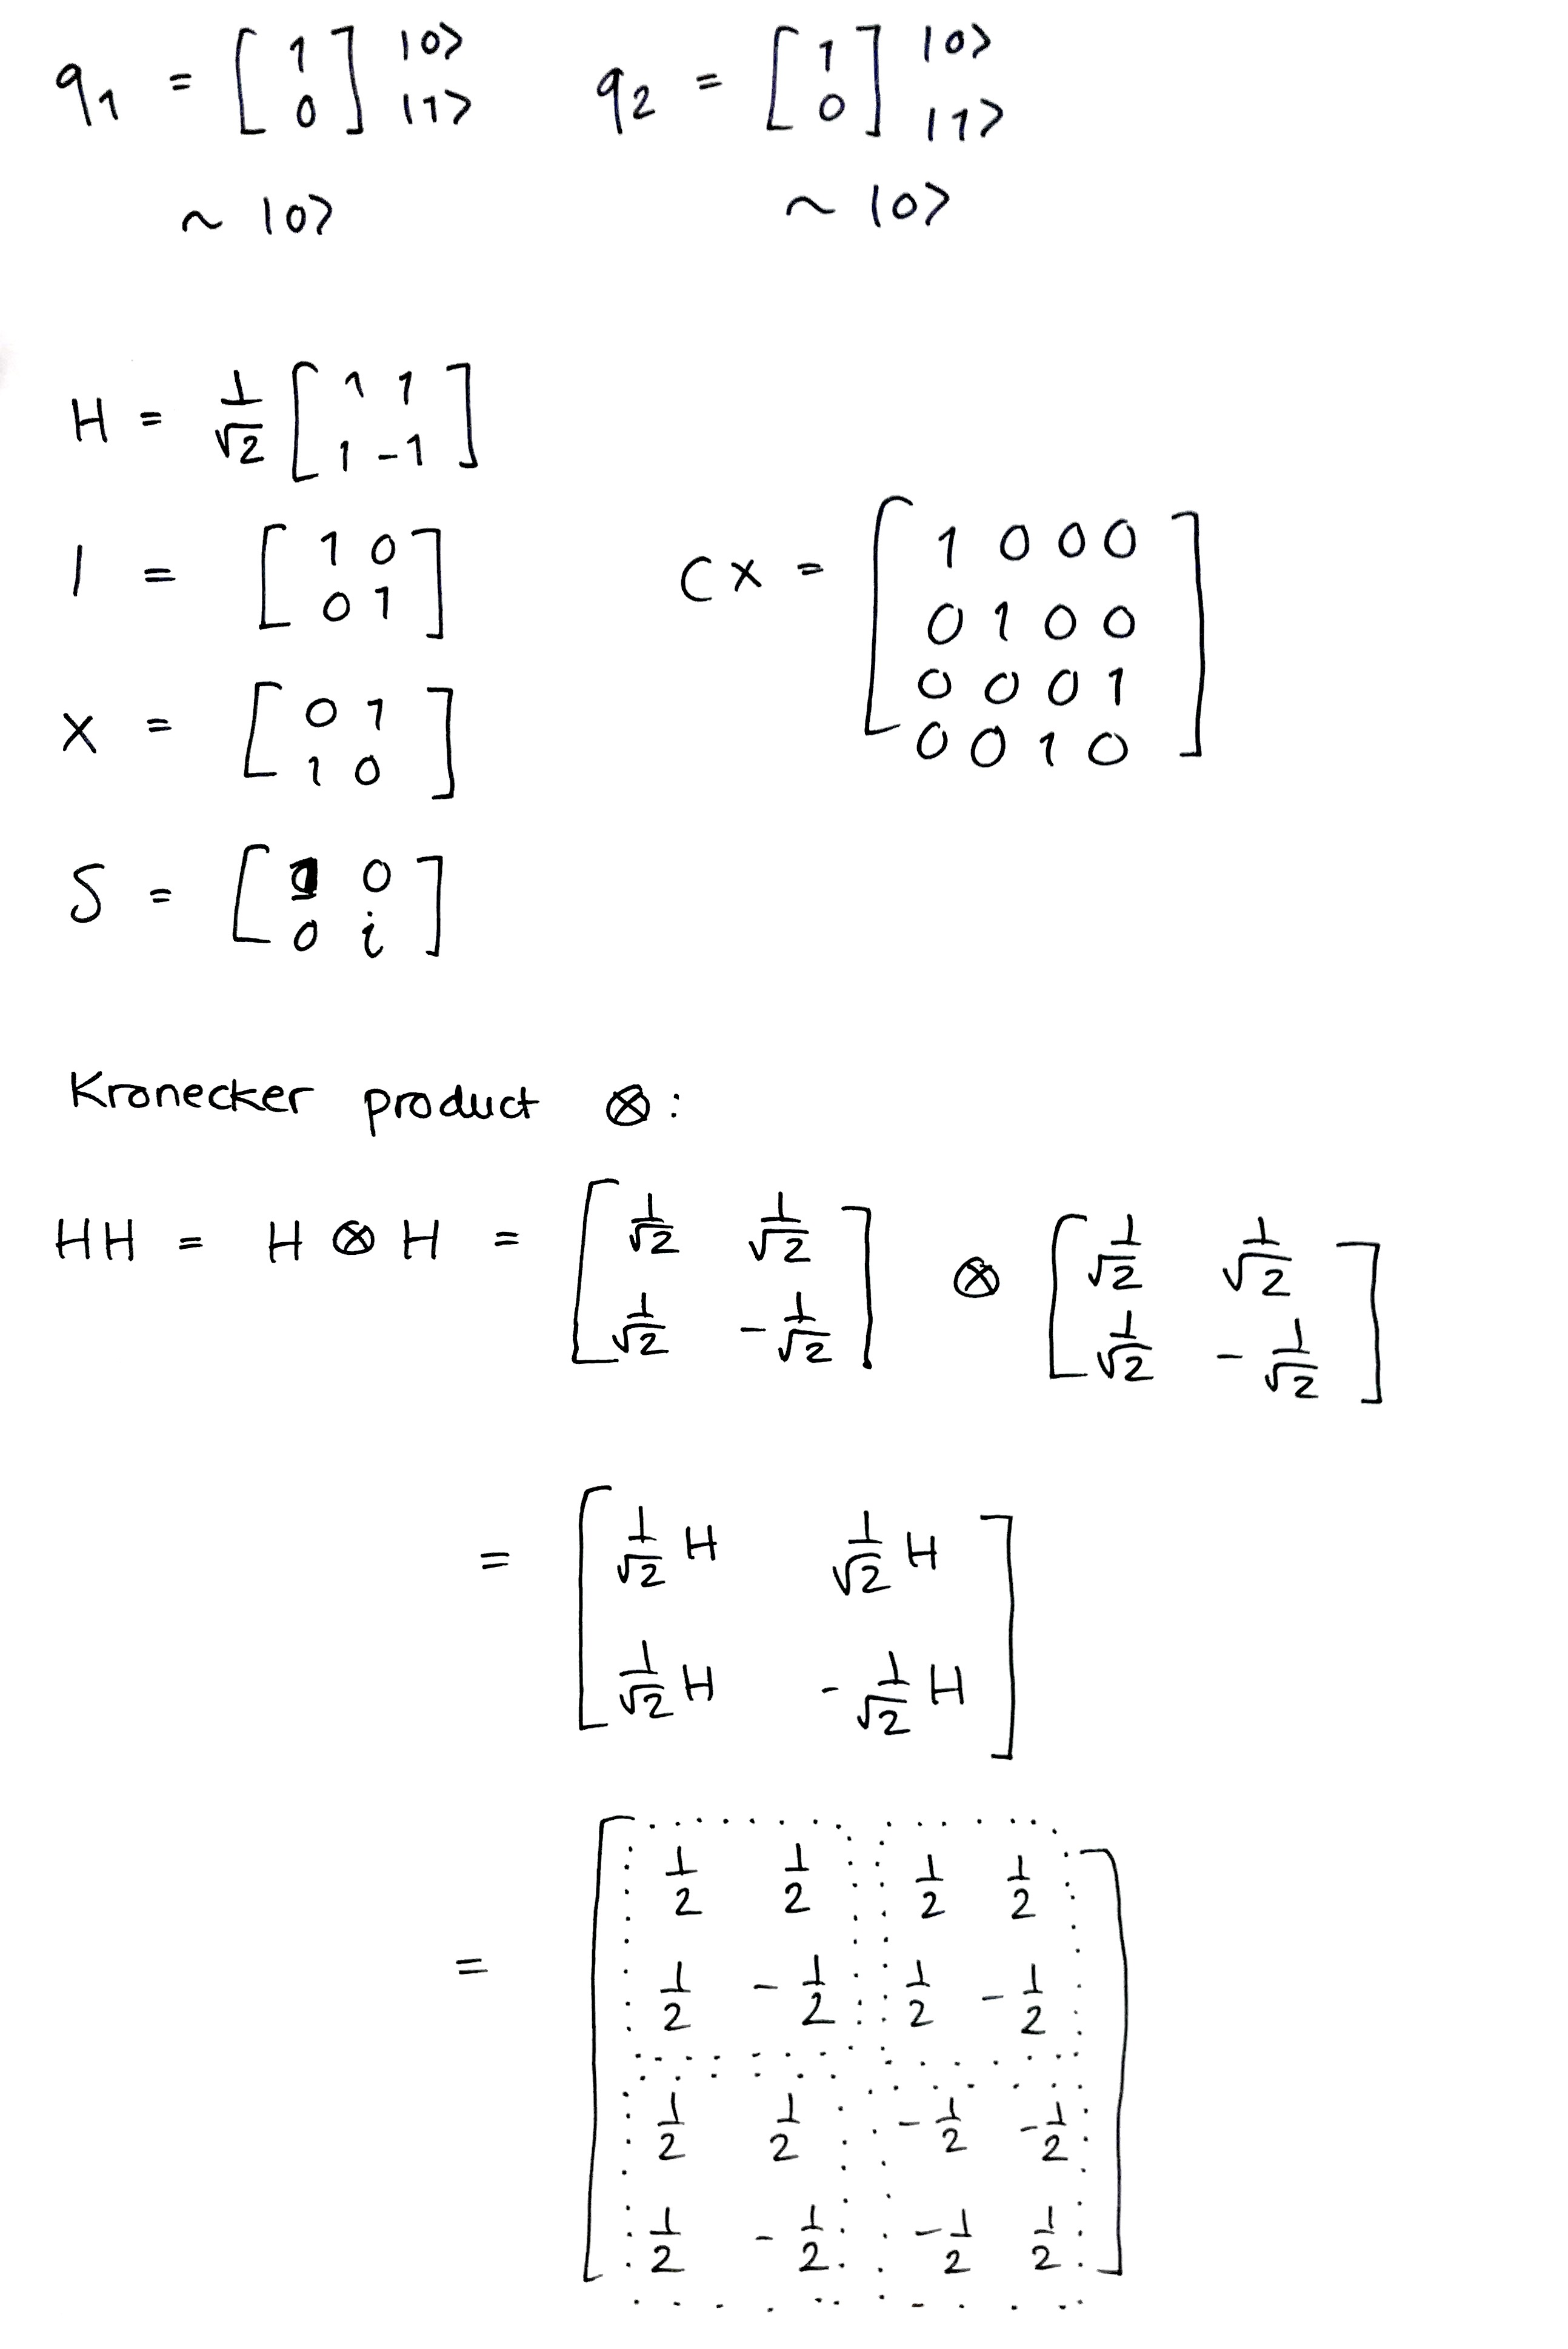 q1 = [ 1 ] |0> q2 = [ 1 ] |0>
[ 0 ] |1> [ 0 ] |1>
~ |0> ~ |0>
H = 1/√2 [ 1 1 ]
[ 1 -1 ]
I = [ 1 0 ]
[ 0 1 ]
CX = [ 1 0 0 0 ]
[ 0 1 0 0 ]
[ 0 0 0 1 ]
[ 0 0 1 0 ]
X = [ 0 1 ]
[ 1 0 ]
S = [ 1 0 ]
[ 0 i ]
Kronecker product ⊗:
HH = H ⊗ H = [ 1/√2 1/√2 ] ⊗ [ 1/√2 1/√2 ]
[ 1/√2 -1/√2 ] [ 1/√2 -1/√2 ]
= [ 1/√2 H 1/√2 H ]
[ 1/√2 H -1/√2 H ]
= [ 1/2 1/2 1/2 1/2 ]
[ 1/2 -1/2 1/2 -1/2 ]
[ 1/2 1/2 -1/2 -1/2 ]
[ 1/2 -1/2 -1/2 1/2 ]